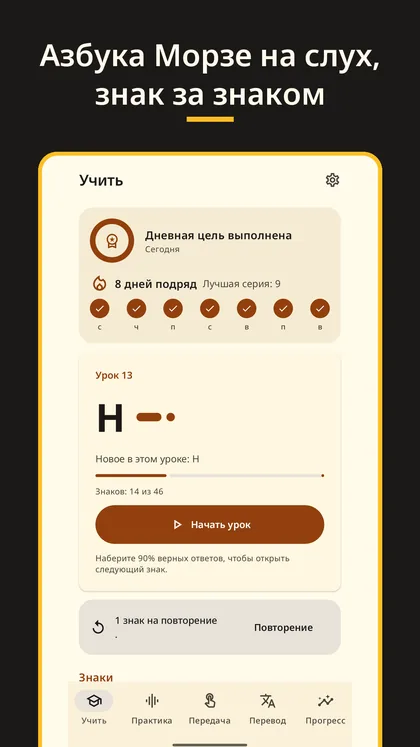 Азбука Морзе на слух,
знак за знаком
Учить
Дневная цель выполнена
Сегодня
8 дней подряд Лучшая серия: 9
с ч п с в п в
Урок 13
Н
Новое в этом уроке: Н
Знаков: 14 из 46
Начать урок
Наберите 90% верных ответов, чтобы открыть
следующий знак.
1 знак на повторение
.
Повторение
Знаки
Учить Практика Передача Перевод Прогресс